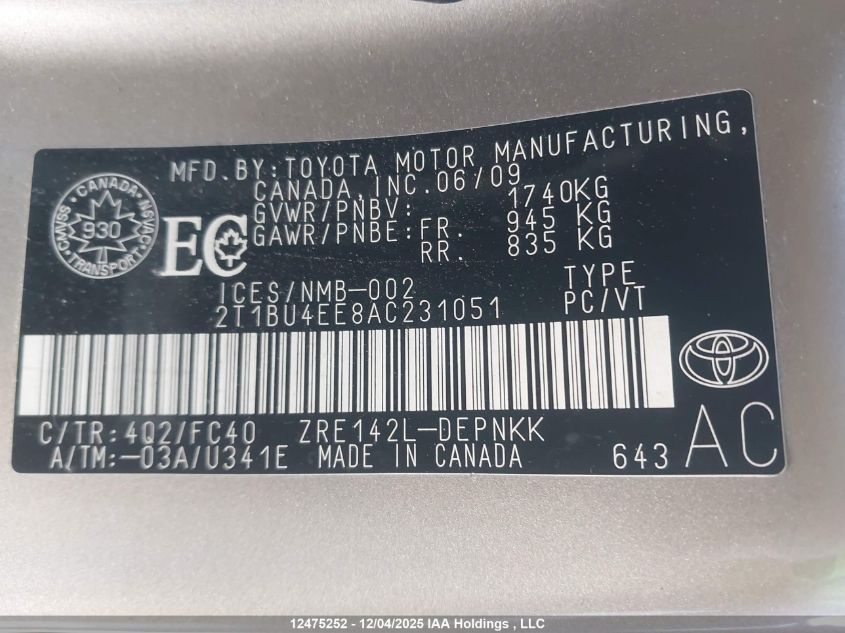 MFD.BY:TOYOTA MOTOR MANUFACTURING,
CANADA,INC.06/09
GVWR/PNBV: 1740KG
GAWR/PNBE:FR. 945 KG
RR. 835 KG
CANADA
CMVSS
NSVAC
930
TRANSPORT
EC
ICES/NMB-002
TYPE
2T1BU4EE8AC231051
PC/VT
C/TR:4Q2/FC40 ZRE142L-DEPNKK
A/TM:-03A/U341E MADE IN CANADA
643
AC
12475252 - 12/04/2025 IAA Holdings , LLC